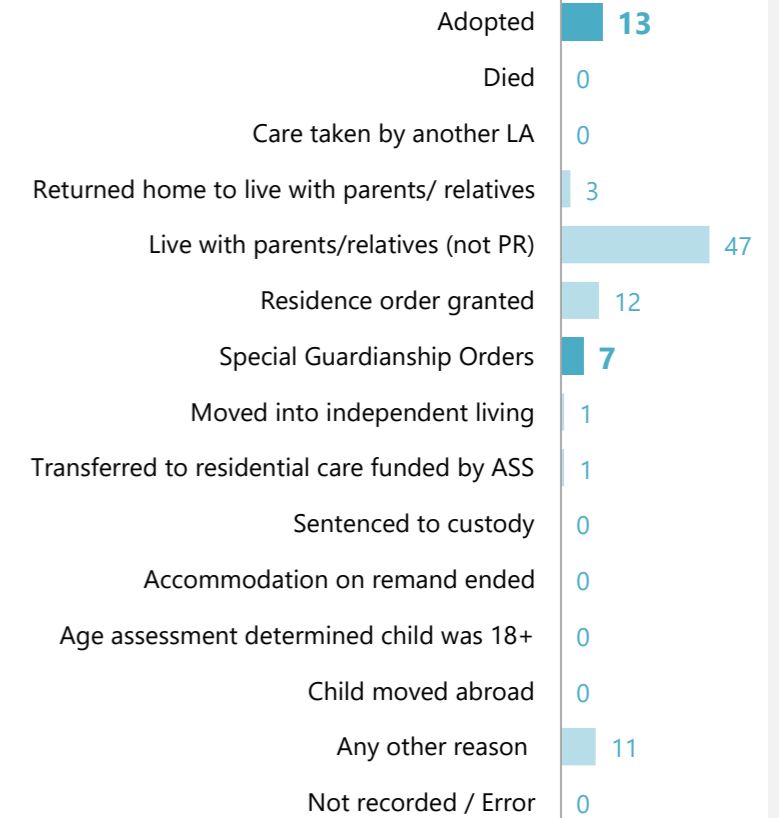 Adopted 13
Died 0
Care taken by another LA 0
Returned home to live with parents/ relatives 3
Live with parents/relatives (not PR) 47
Residence order granted 12
Special Guardianship Orders 7
Moved into independent living 1
Transferred to residential care funded by ASS 1
Sentenced to custody 0
Accommodation on remand ended 0
Age assessment determined child was 18+ 0
Child moved abroad 0
Any other reason 11
Not recorded / Error 0